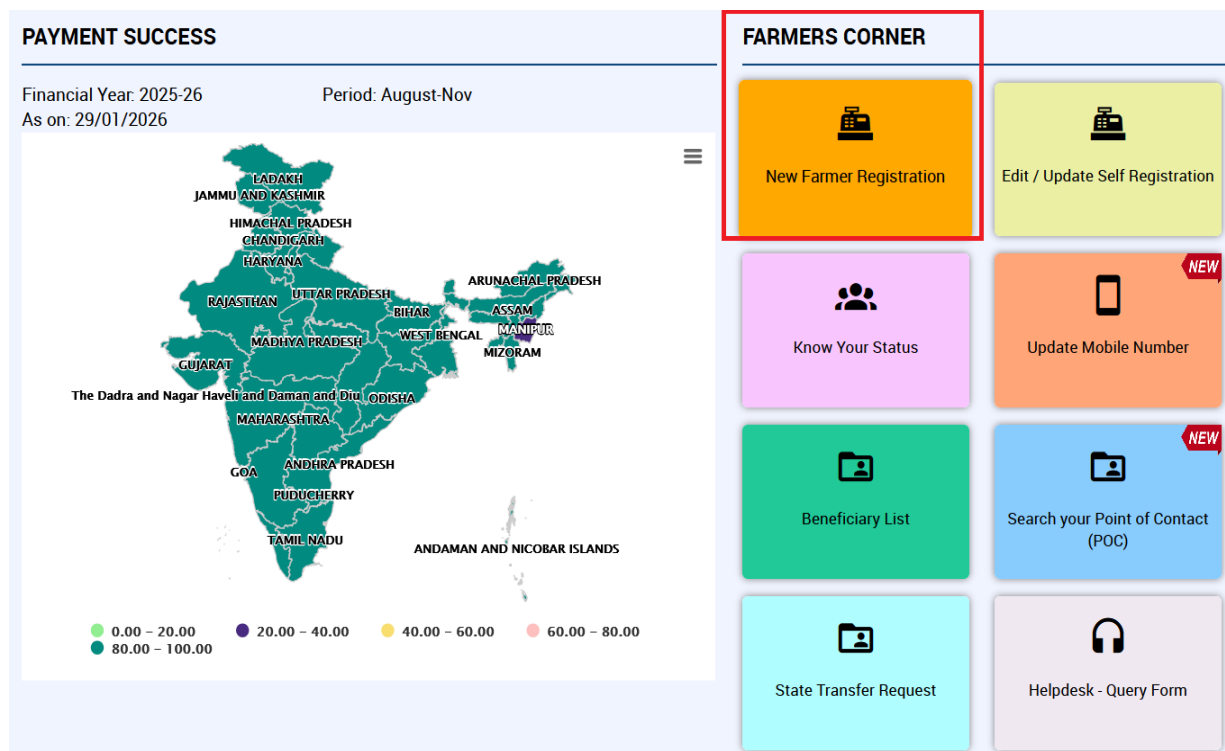 PAYMENT SUCCESS
Financial Year: 2025-26 Period: August-Nov
As on: 29/01/2026
LADAKH
JAMMU AND KASHMIR
HIMACHAL PRADESH
CHANDIGARH
HARYANA
ARUNACHAL PRADESH
RAJASTHAN
UTTAR PRADESH
BIHAR
ASSAM
MANIPUR
WEST BENGAL
MADHYA PRADESH
MIZORAM
GUJARAT
The Dadra and Nagar Haveli and Daman and Diu
ODISHA
MAHARASHTRA
GOA
ANDHRA PRADESH
PUDUCHERRY
TAMIL NADU
ANDAMAN AND NICOBAR ISLANDS
0.00 – 20.00 20.00 – 40.00 40.00 – 60.00 60.00 – 80.00
80.00 – 100.00
FARMERS CORNER
New Farmer Registration
Edit / Update Self Registration
Know Your Status
NEW
Update Mobile Number
Beneficiary List
NEW
Search your Point of Contact
(POC)
State Transfer Request
Helpdesk - Query Form